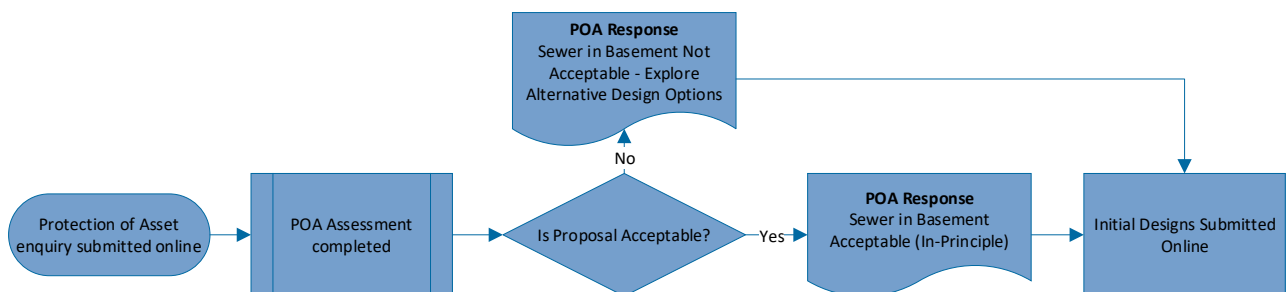 POA Response
Sewer in Basement Not
Acceptable - Explore
Alternative Design Options
No
Protection of Asset
enquiry submitted online
POA Assessment
completed
Is Proposal Acceptable?
Yes
POA Response
Sewer in Basement
Acceptable (In-Principle)
Initial Designs Submitted
Online